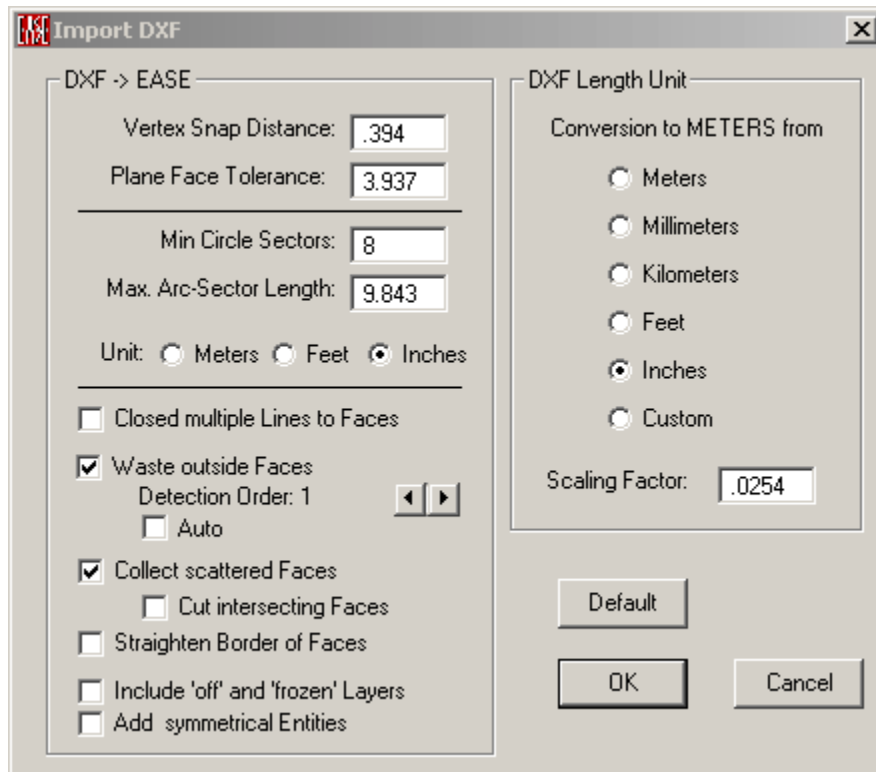 EASE
Import DXF
DXF -> EASE
Vertex Snap Distance: .394
Plane Face Tolerance: 3.937
Min Circle Sectors: 8
Max. Arc-Sector Length: 9.843
Unit: Meters Feet Inches
Closed multiple Lines to Faces
Waste outside Faces
Detection Order: 1
Auto
Collect scattered Faces
Cut intersecting Faces
Straighten Border of Faces
Include 'off' and 'frozen' Layers
Add symmetrical Entities
DXF Length Unit
Conversion to METERS from
Meters
Millimeters
Kilometers
Feet
Inches
Custom
Scaling Factor: .0254
Default
OK Cancel